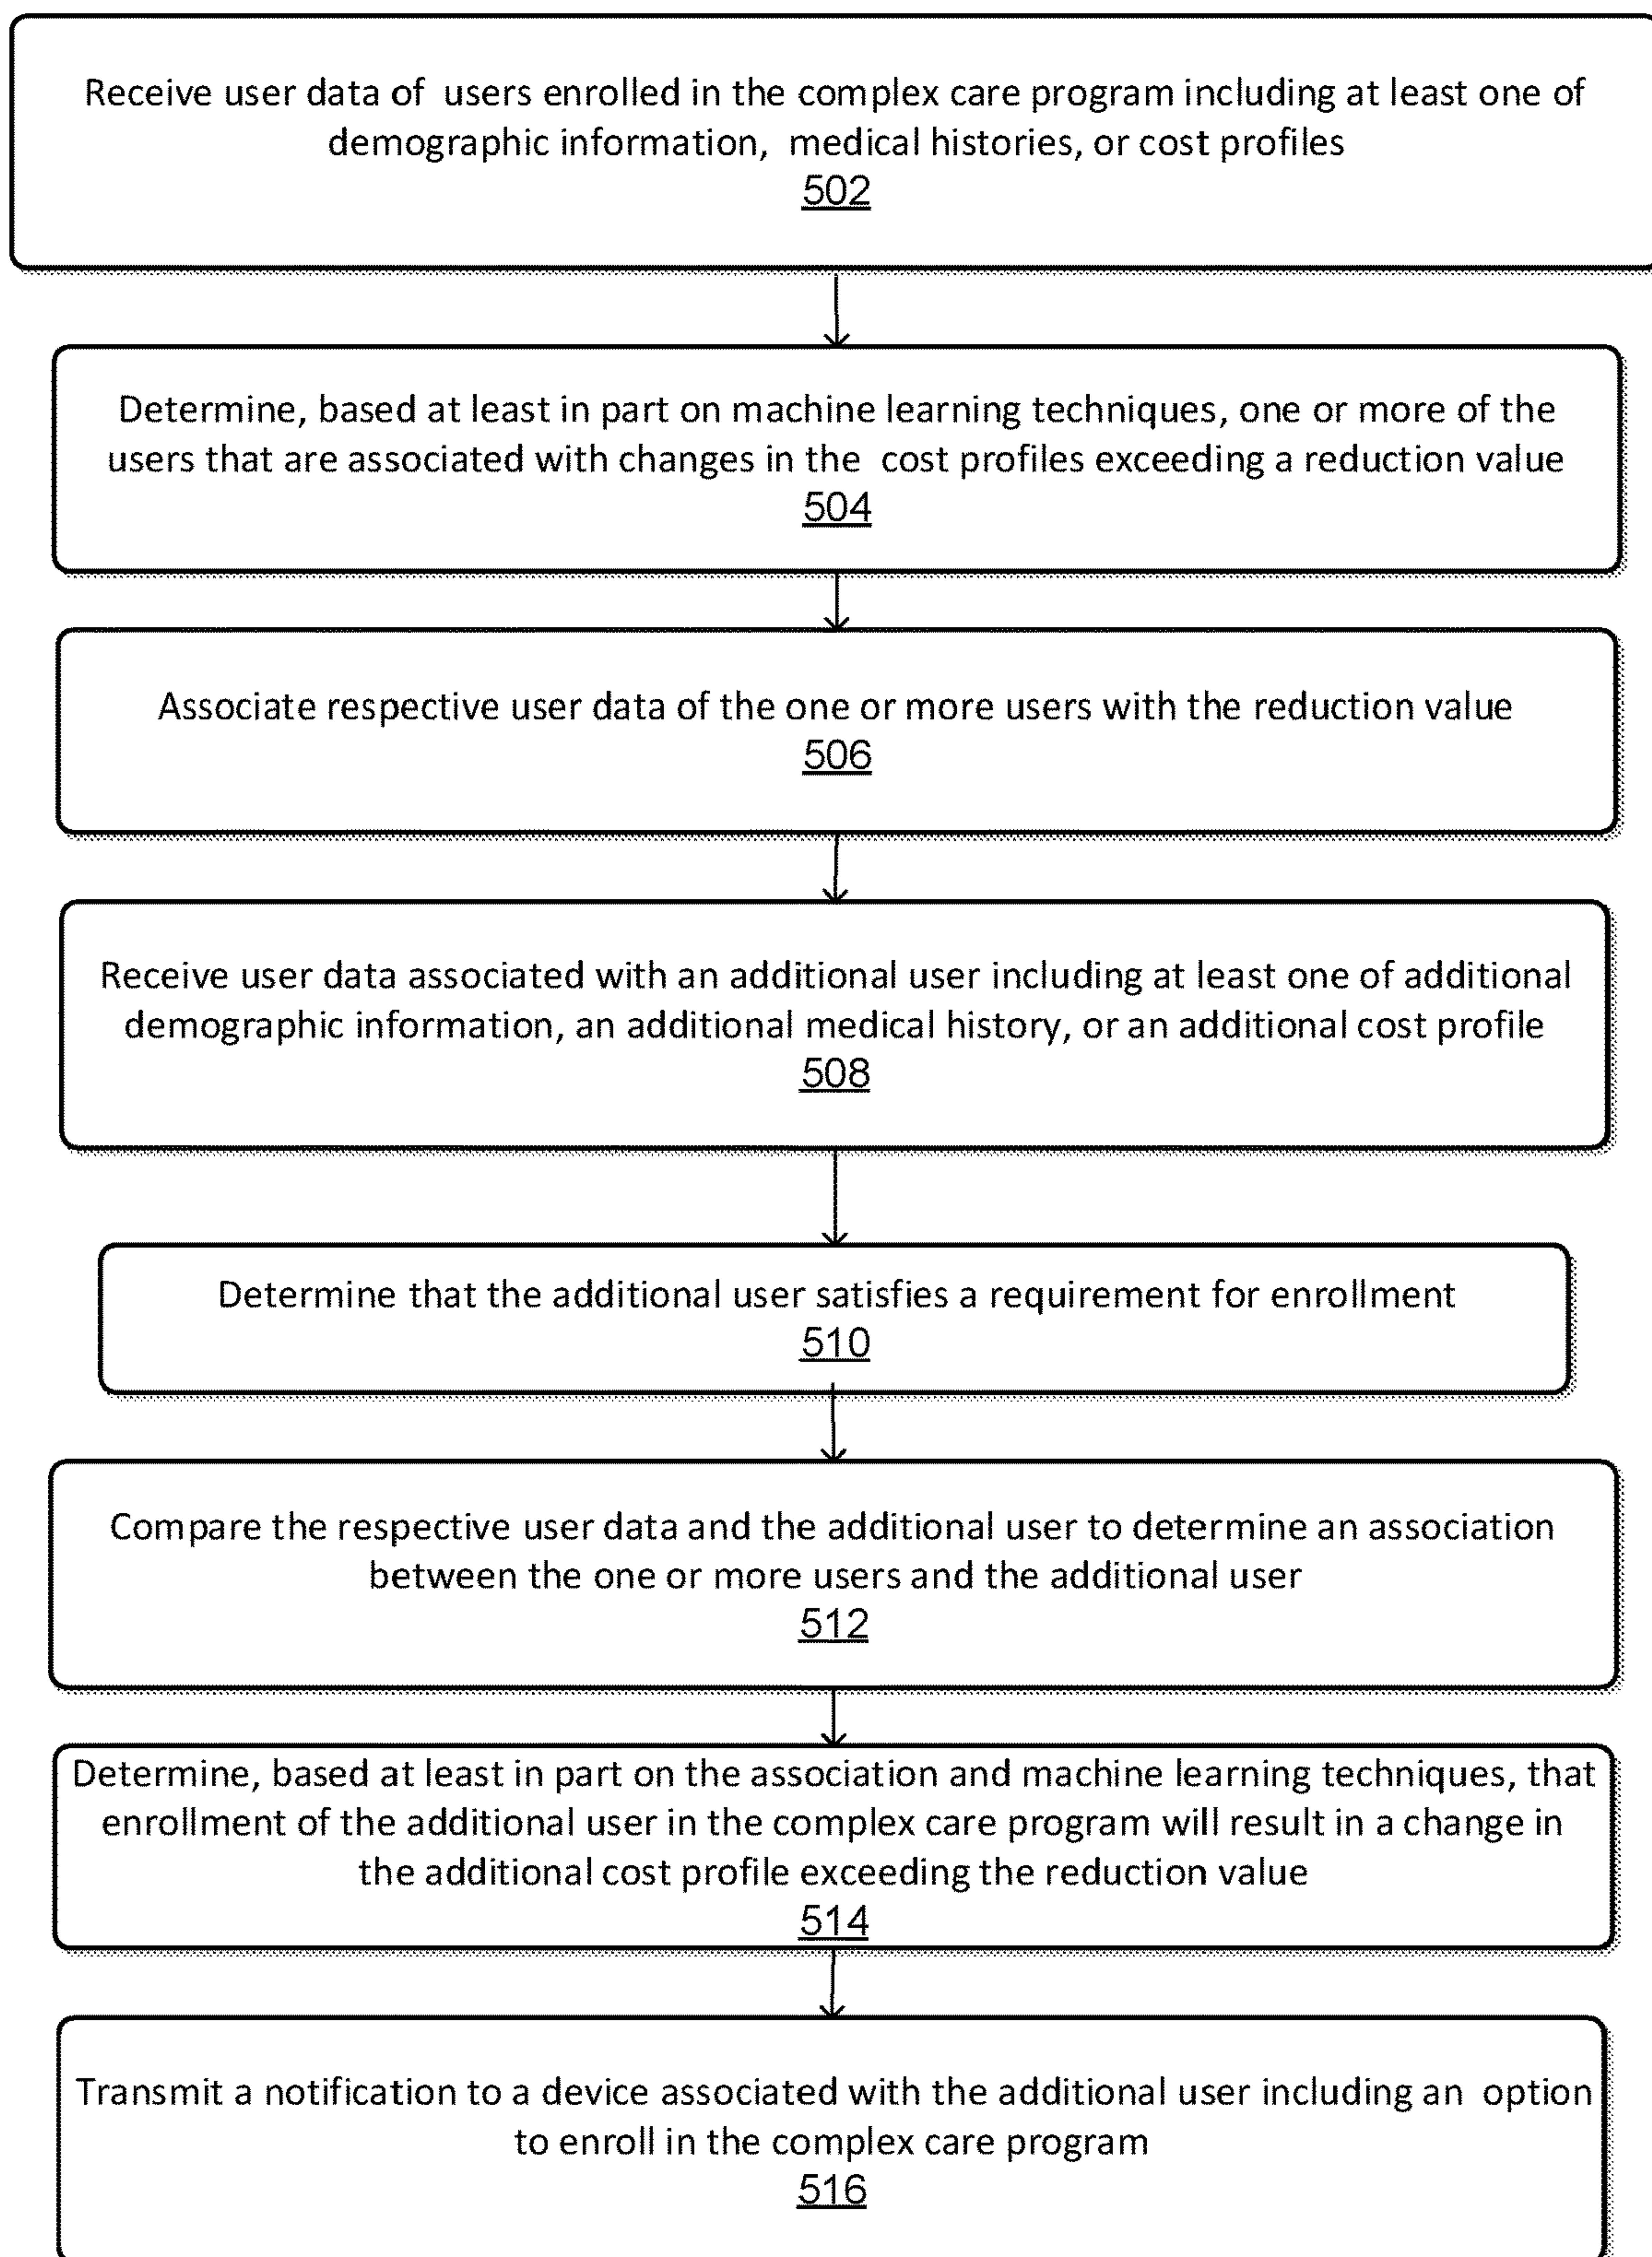 Receive user data of users enrolled in the complex care program including at least one of
demographic information, medical histories, or cost profiles
502
Determine, based at least in part on machine learning techniques, one or more of the
users that are associated with changes in the cost profiles exceeding a reduction value
504
Associate respective user data of the one or more users with the reduction value
506
Receive user data associated with an additional user including at least one of additional
demographic information, an additional medical history, or an additional cost profile
508
Determine that the additional user satisfies a requirement for enrollment
510
Compare the respective user data and the additional user to determine an association
between the one or more users and the additional user
512
Determine, based at least in part on the association and machine learning techniques, that
enrollment of the additional user in the complex care program will result in a change in
the additional cost profile exceeding the reduction value
514
Transmit a notification to a device associated with the additional user including an option
to enroll in the complex care program
516